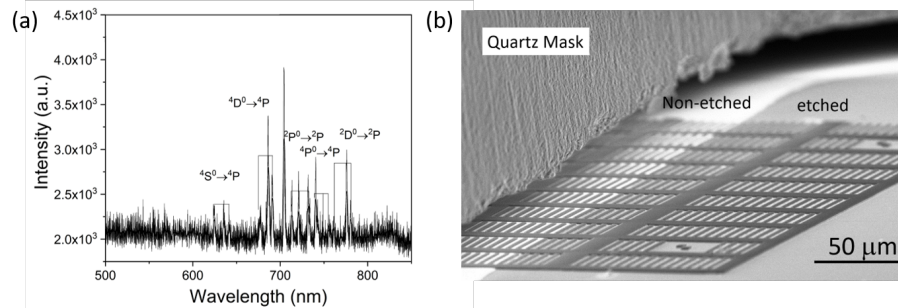 (a)
4.5x10³
4.0x10³
3.5x10³
3.0x10³
2.5x10³
2.0x10³
Intensity (a.u.)
⁴D⁰→⁴P
²P⁰→²P
²D⁰→²P
⁴P⁰→⁴P
⁴S⁰→⁴P
500 600 700 800
Wavelength (nm)
(b)
Quartz Mask
Non-etched etched
50 μm